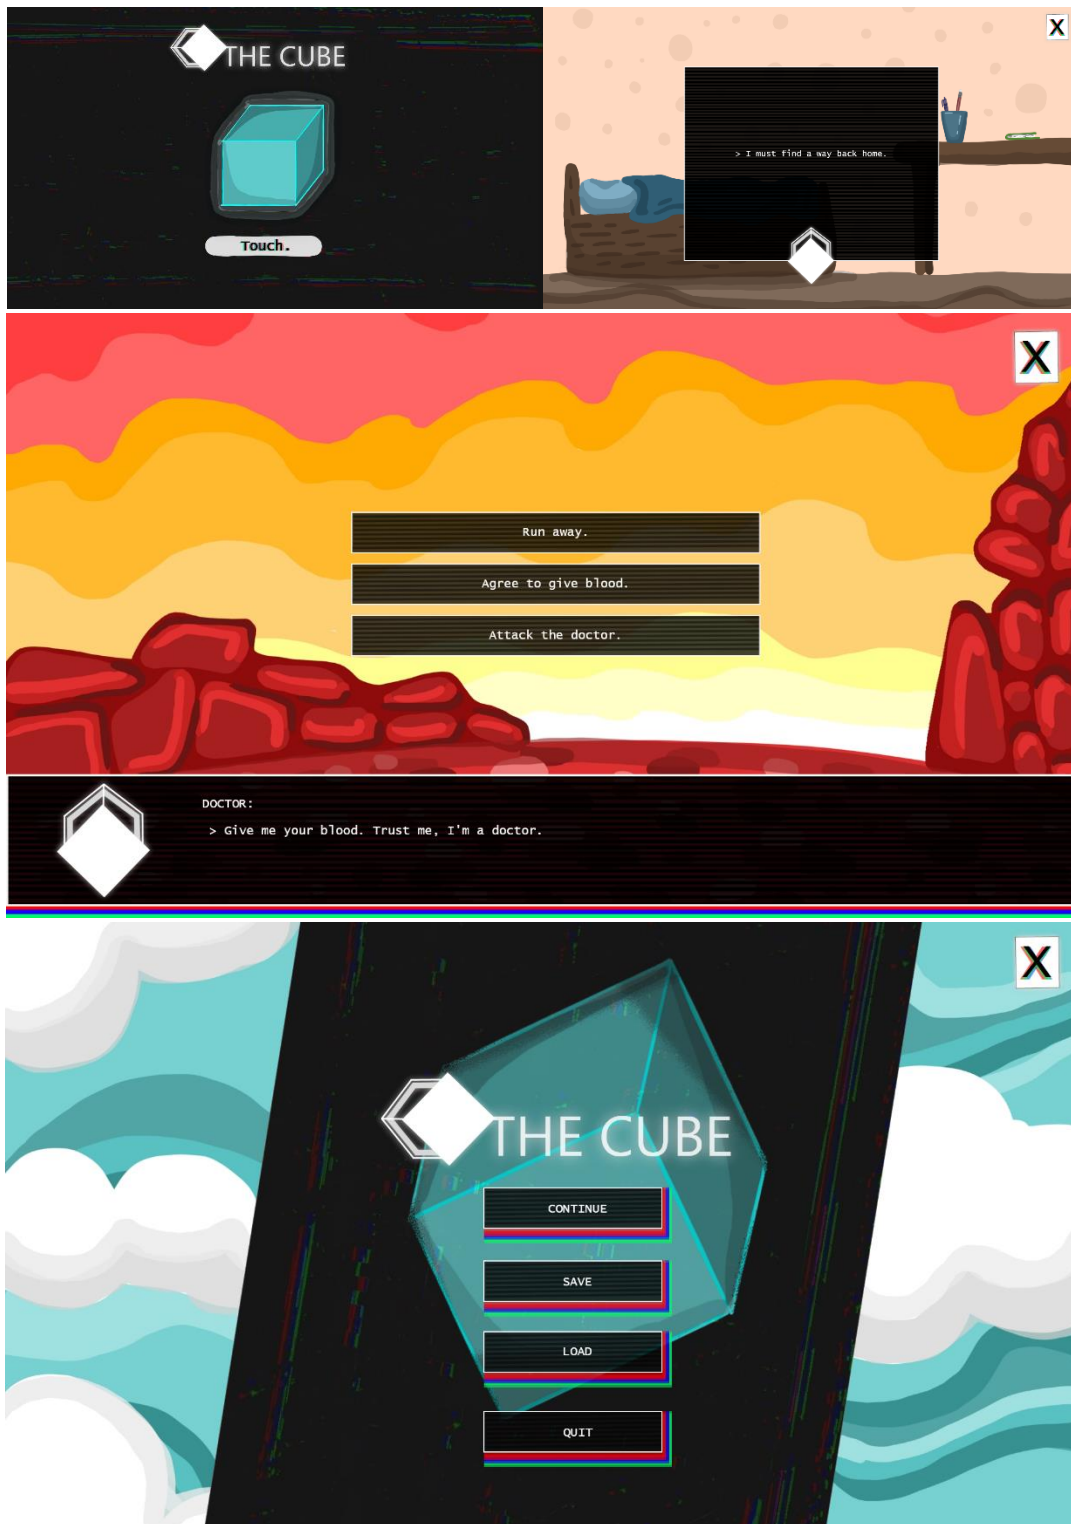 THE CUBE
Touch.
X
> I must find a way back home.
X
Run away.
Agree to give blood.
Attack the doctor.
DOCTOR:
> Give me your blood. Trust me, I'm a doctor.
X
THE CUBE
CONTINUE
SAVE
LOAD
QUIT